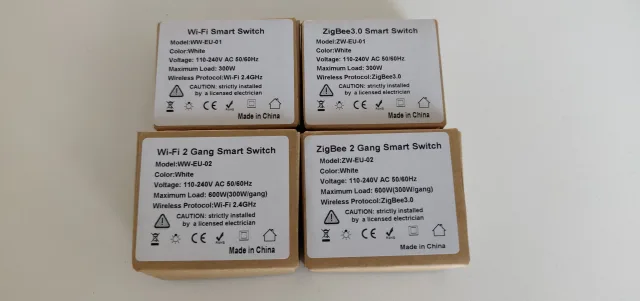 Wi-Fi Smart Switch
Model:WW-EU-01
Color:White
Voltage: 110-240V AC 50/60Hz
Maximum Load: 300W
Wireless Protocol:Wi-Fi 2.4GHz
CAUTION: strictly installed
by a licensed electrician
Made in China
ZigBee3.0 Smart Switch
Model:ZW-EU-01
Color:White
Voltage: 110-240V AC 50/60Hz
Maximum Load: 300W
Wireless Protocol:ZigBee3.0
CAUTION: strictly installed
by a licensed electrician
Made in China
Wi-Fi 2 Gang Smart Switch
Model:WW-EU-02
Color:White
Voltage: 110-240V AC 50/60Hz
Maximum Load: 600W(300W/gang)
Wireless Protocol:Wi-Fi 2.4GHz
CAUTION: strictly installed
by a licensed electrician
CE
Made in China
ZigBee 2 Gang Smart Switch
Model:ZW-EU-02
Color:White
Voltage: 110-240V AC 50/60Hz
Maximum Load: 600W(300W/gang)
Wireless Protocol:ZigBee3.0
CAUTION: strictly installed
by a licensed electrician
CE
Made in China